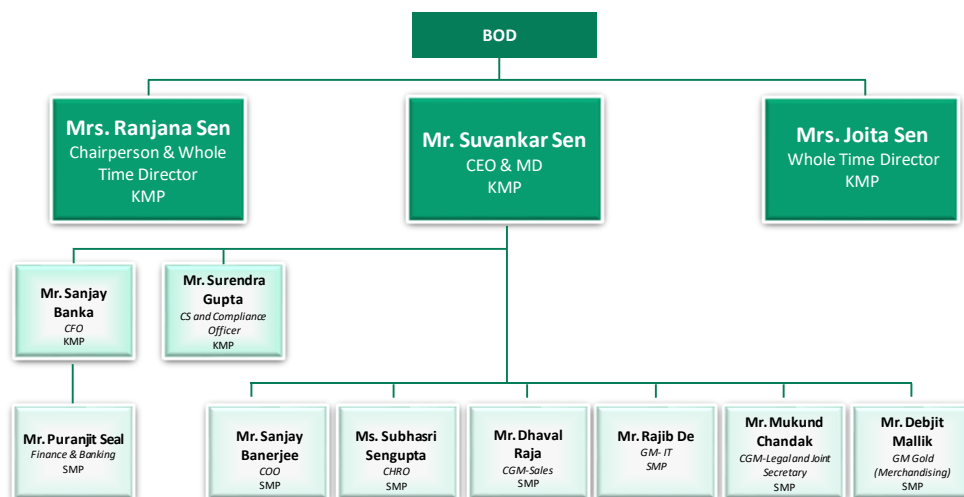 BOD
Mrs. Ranjana Sen
Chairperson & Whole
Time Director
KMP
Mr. Suvankar Sen
CEO & MD
KMP
Mrs. Joita Sen
Whole Time Director
KMP
Mr. Sanjay
Banka
CFO
KMP
Mr. Surendra
Gupta
CS and Compliance
Officer
KMP
Mr. Puranjit Seal
Finance & Banking
SMP
Mr. Sanjay
Banerjee
COO
SMP
Ms. Subhasri
Sengupta
CHRO
SMP
Mr. Dhaval
Raja
CGM-Sales
SMP
Mr. Rajib De
GM- IT
SMP
Mr. Mukund
Chandak
CGM-Legal and Joint
Secretary
SMP
Mr. Debjit
Mallik
GM Gold
(Merchandising)
SMP